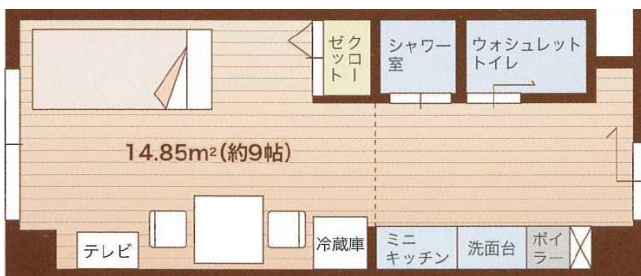 クロー
ゼット
シャワー
室
ウォシュレット
トイレ
14.85m²(約9帖)
テレビ
冷蔵庫
ミニ
キッチン
洗面台
ボイ
ラー